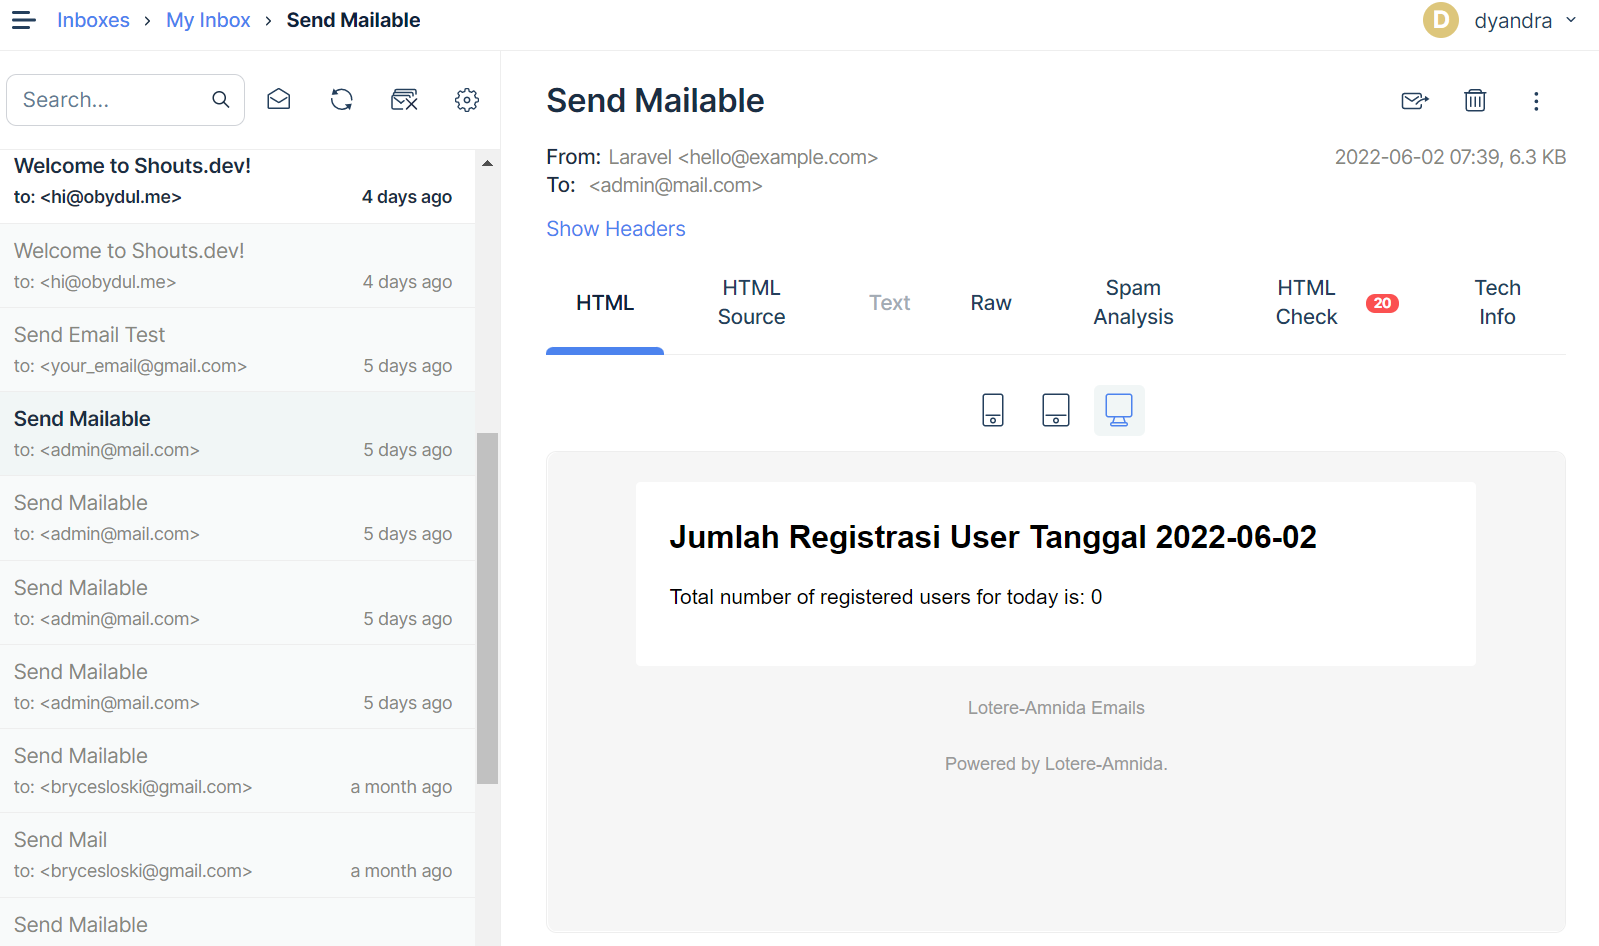 Inboxes › My Inbox › Send Mailable
D dyandra
Search...
Welcome to Shouts.dev!
to: <hi@obydul.me> 4 days ago
Welcome to Shouts.dev!
to: <hi@obydul.me> 4 days ago
Send Email Test
to: <your_email@gmail.com> 5 days ago
Send Mailable
to: <admin@mail.com> 5 days ago
Send Mailable
to: <admin@mail.com> 5 days ago
Send Mailable
to: <admin@mail.com> 5 days ago
Send Mailable
to: <admin@mail.com> 5 days ago
Send Mailable
to: <brycesloski@gmail.com> a month ago
Send Mail
to: <brycesloski@gmail.com> a month ago
Send Mailable
Send Mailable
From: Laravel <hello@example.com> 2022-06-02 07:39, 6.3 KB
To: <admin@mail.com>
Show Headers
HTML
HTML
Source
Text
Raw
Spam
Analysis
HTML
Check
20
Tech
Info
Jumlah Registrasi User Tanggal 2022-06-02
Total number of registered users for today is: 0
Lotere-Amnida Emails
Powered by Lotere-Amnida.